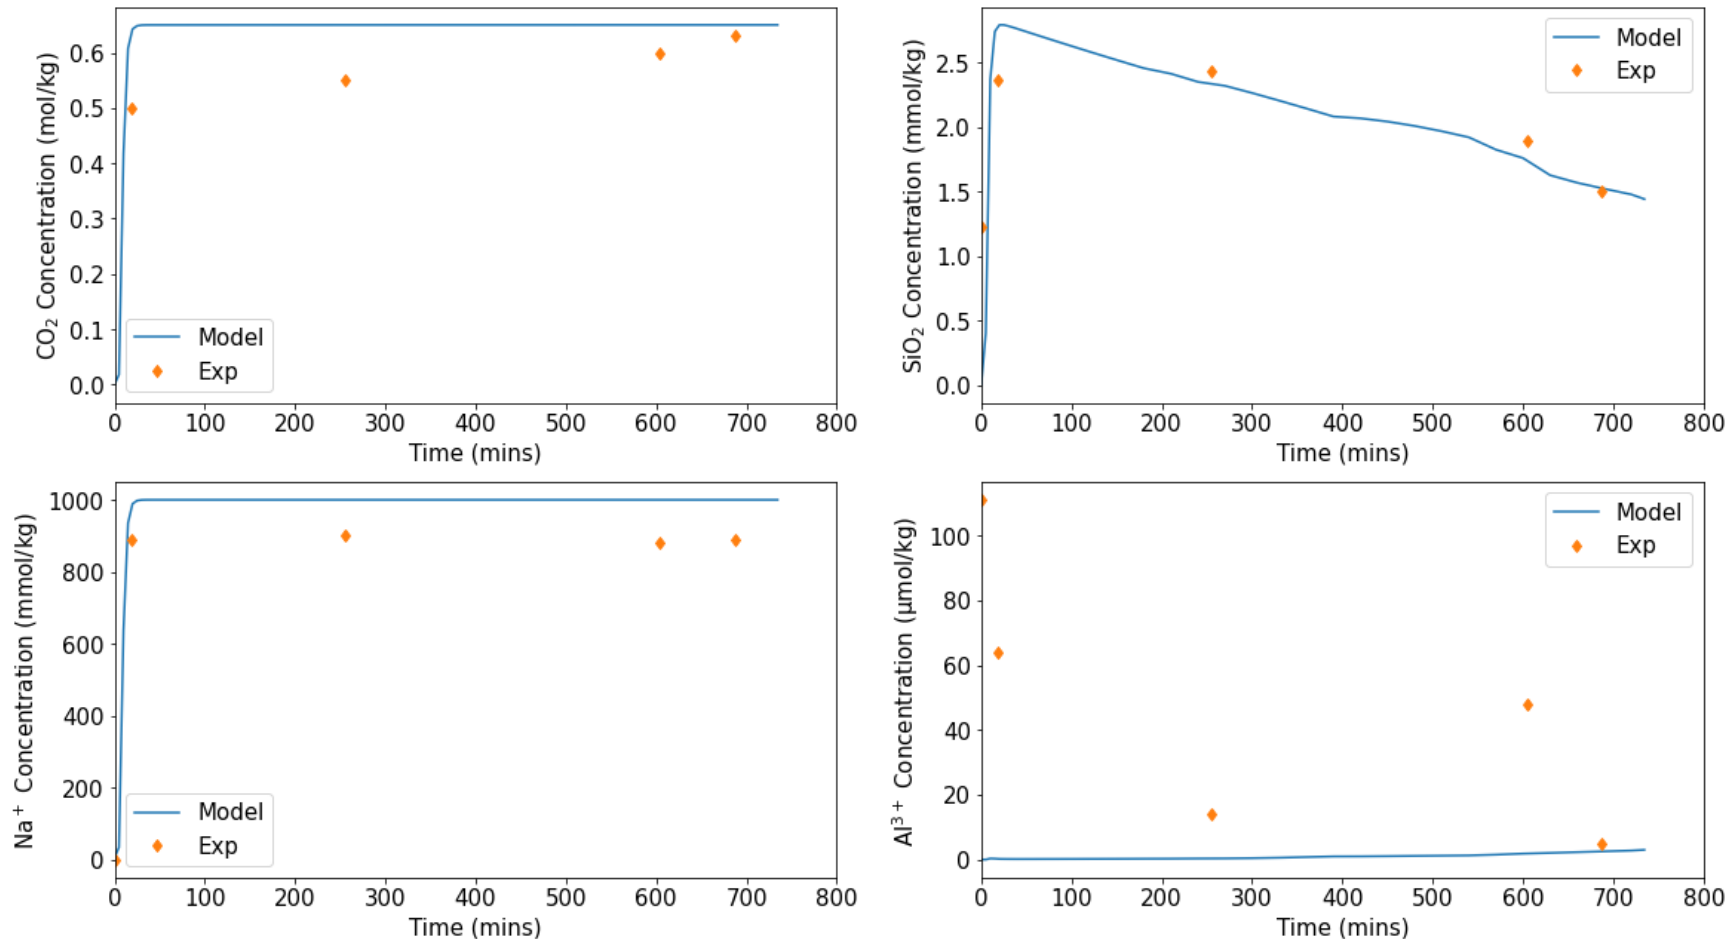 CO₂ Concentration (mol/kg)
0.6
0.5
0.4
0.3
0.2
0.1
0.0
Model
Exp
0 100 200 300 400 500 600 700 800
Time (mins)
SiO₂ Concentration (mmol/kg)
2.5
2.0
1.5
1.0
0.5
0.0
Model
Exp
0 100 200 300 400 500 600 700 800
Time (mins)
Na⁺ Concentration (mmol/kg)
1000
800
600
400
200
0
Model
Exp
0 100 200 300 400 500 600 700 800
Time (mins)
Al³⁺ Concentration (µmol/kg)
100
80
60
40
20
0
Model
Exp
0 100 200 300 400 500 600 700 800
Time (mins)